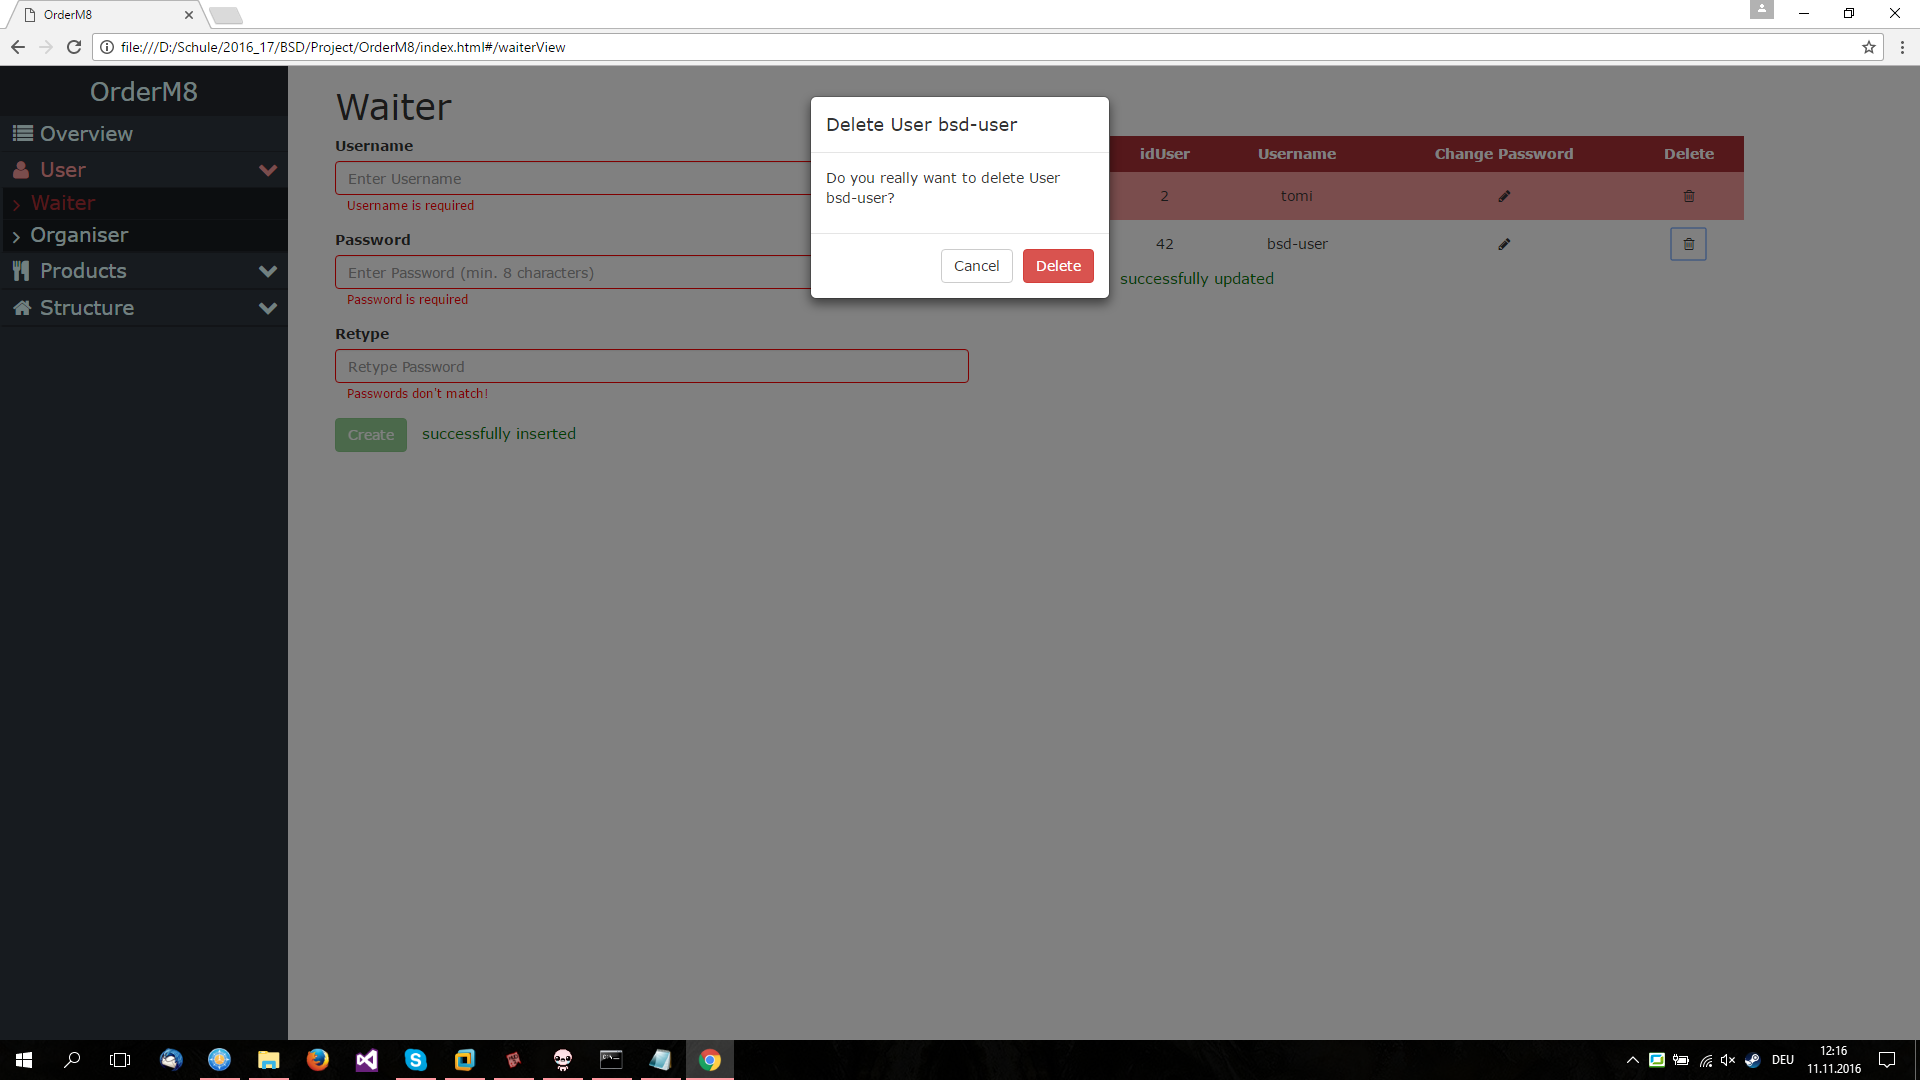 OrderM8
file:///D:/Schule/2016_17/BSD/Project/OrderM8/index.html#/waiterView
OrderM8
Overview
User
Waiter
Organiser
Products
Structure
Waiter
Username
Enter Username
Username is required
Password
Enter Password (min. 8 characters)
Password is required
Retype
Retype Password
Passwords don't match!
Create
successfully inserted
Delete User bsd-user
Do you really want to delete User
bsd-user?
Cancel
Delete
idUser Username Change Password Delete
2 tomi
42 bsd-user
successfully updated
DEU
12:16
11.11.2016